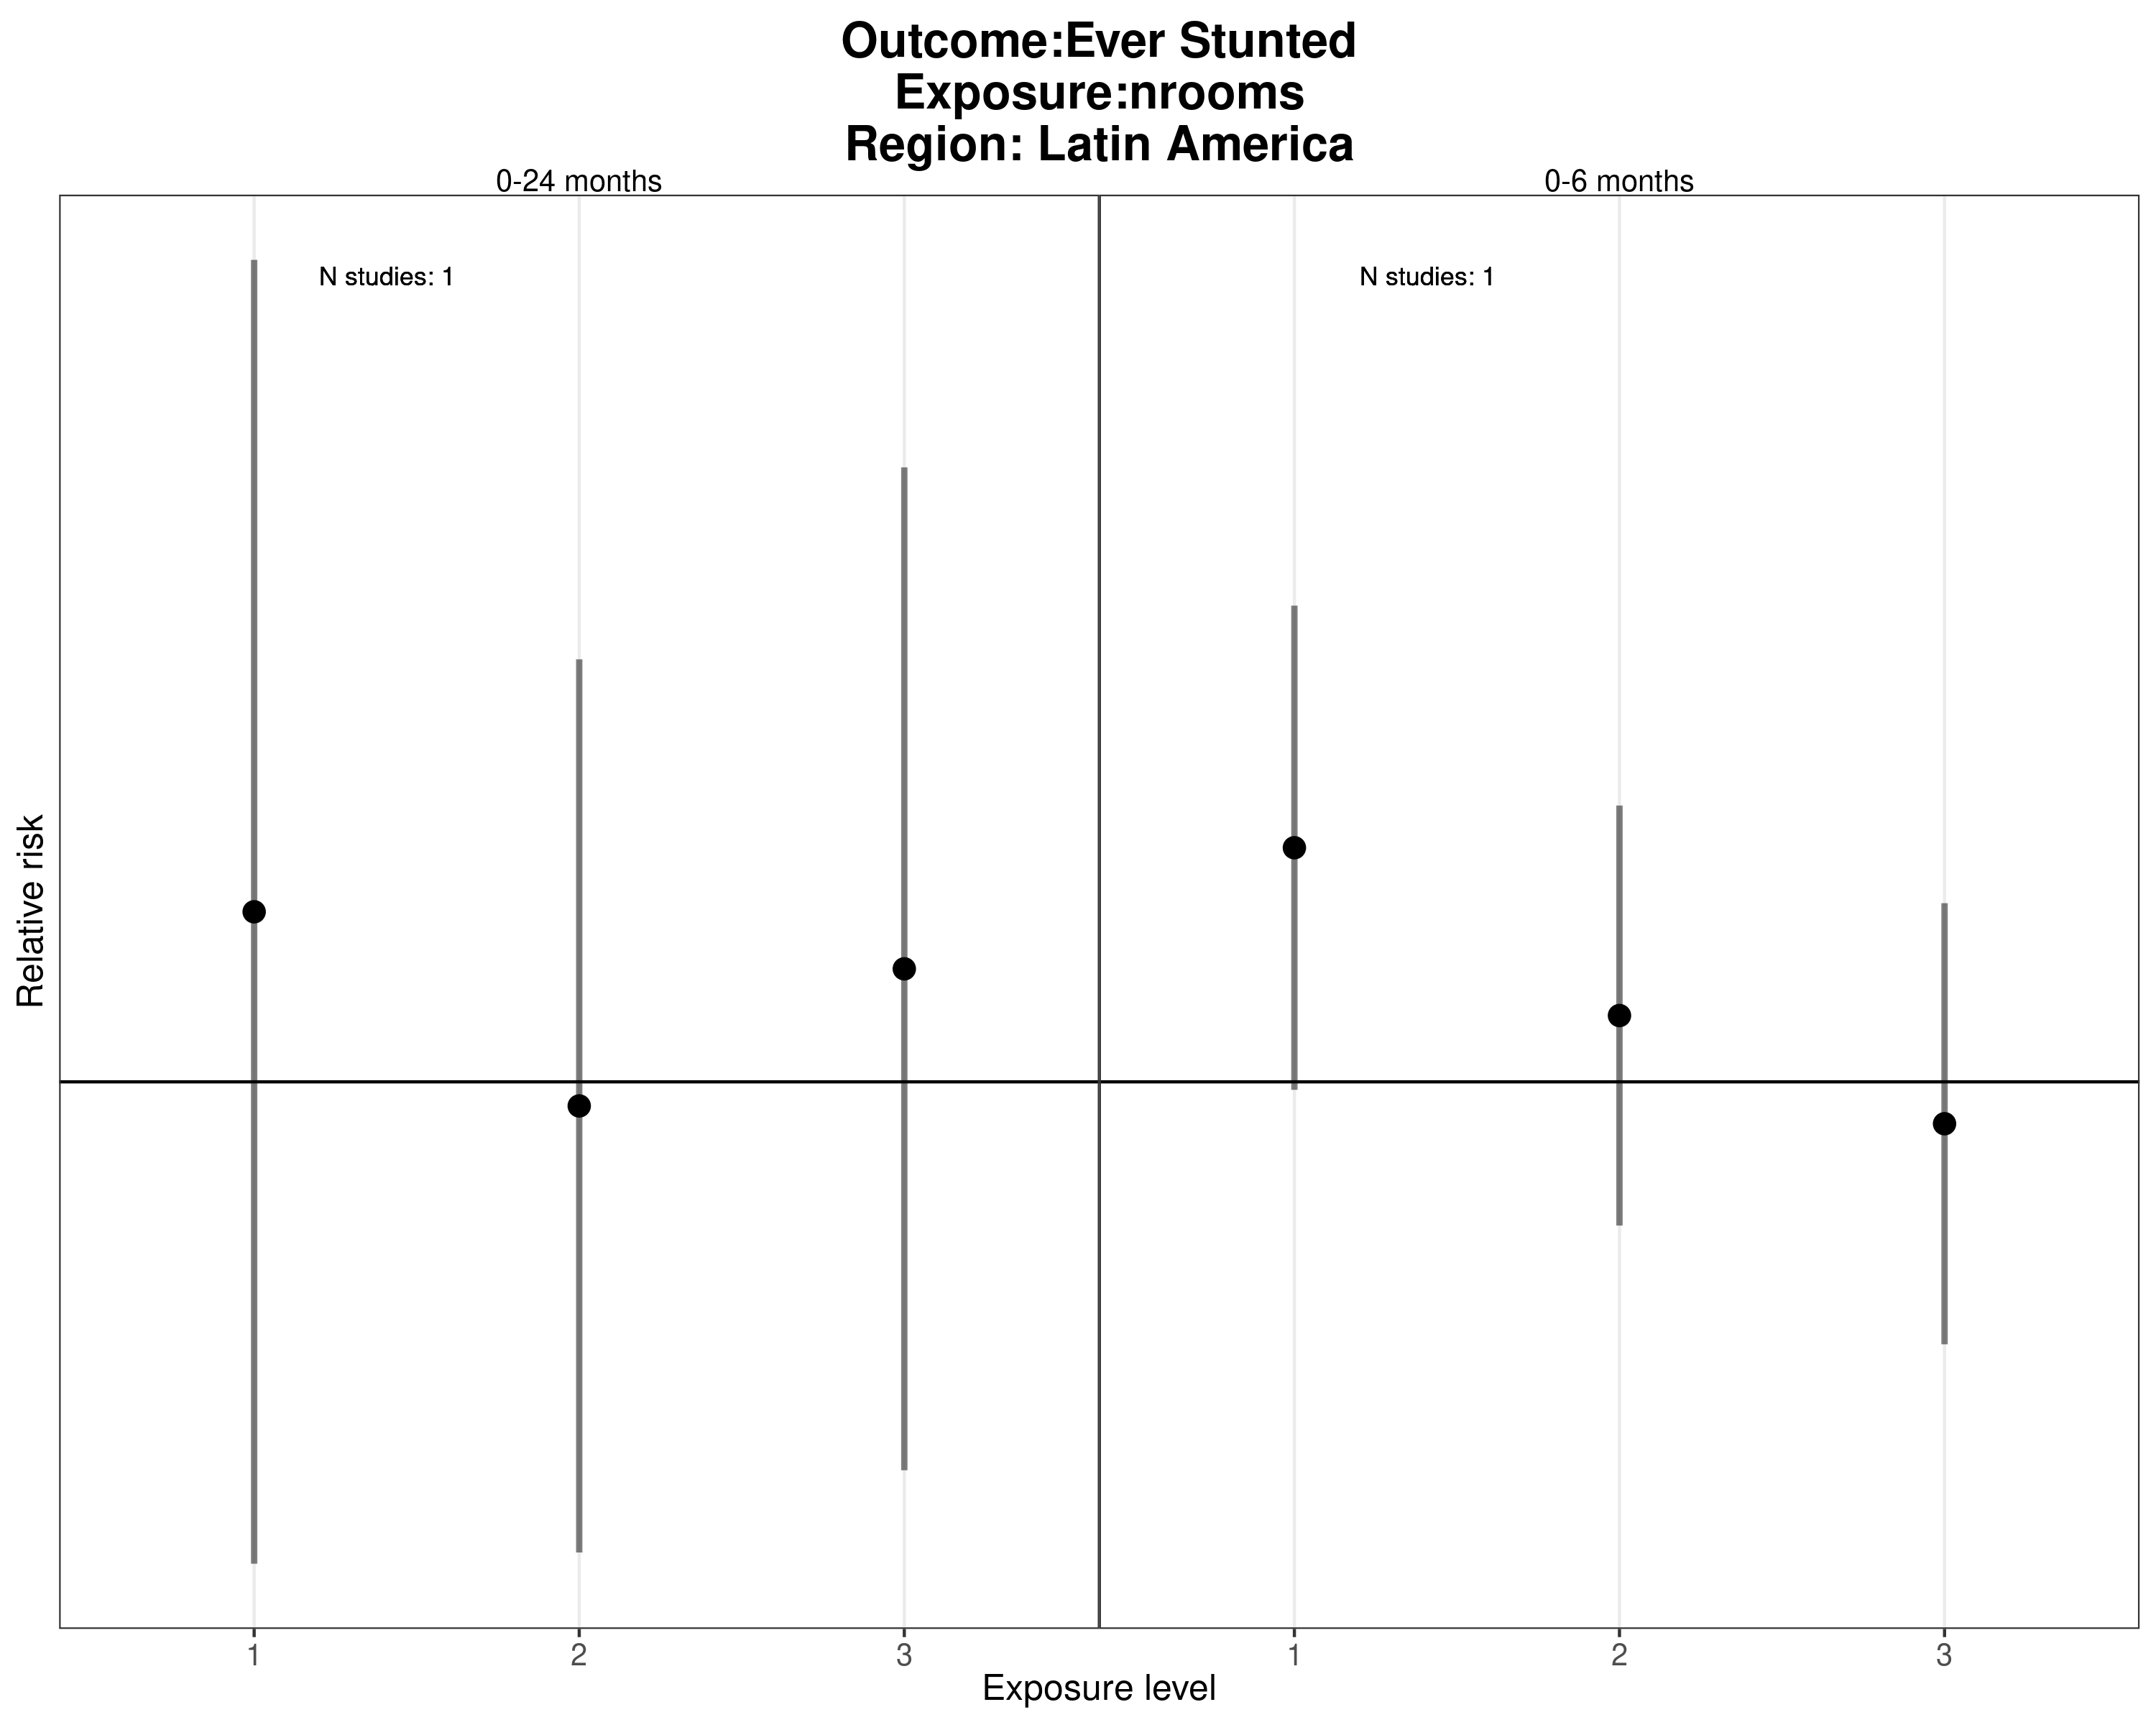 Outcome:Ever Stunted
Exposure:nrooms
Region: Latin America
0-24 months
0-6 months
N studies: 1
N studies: 1
Relative risk
1
2
3
1
2
3
Exposure level